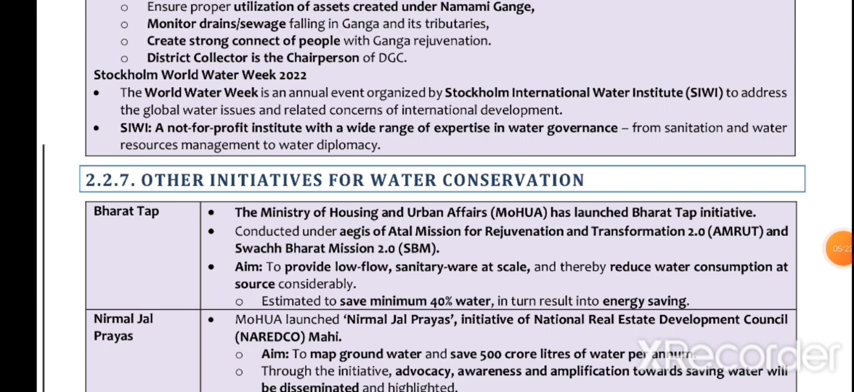 o Ensure proper utilization of assets created under Namami Gange,
o Monitor drains/sewage falling in Ganga and its tributaries,
o Create strong connect of people with Ganga rejuvenation.
o District Collector is the Chairperson of DGC.
Stockholm World Water Week 2022
• The World Water Week is an annual event organized by Stockholm International Water Institute (SIWI) to address
the global water issues and related concerns of international development.
• SIWI: A not-for-profit institute with a wide range of expertise in water governance – from sanitation and water
resources management to water diplomacy.
2.2.7. OTHER INITIATIVES FOR WATER CONSERVATION
Bharat Tap
• The Ministry of Housing and Urban Affairs (MoHUA) has launched Bharat Tap initiative.
• Conducted under aegis of Atal Mission for Rejuvenation and Transformation 2.0 (AMRUT) and
Swachh Bharat Mission 2.0 (SBM).
• Aim: To provide low-flow, sanitary-ware at scale, and thereby reduce water consumption at
source considerably.
o Estimated to save minimum 40% water, in turn result into energy saving.
Nirmal Jal
Prayas
• MoHUA launched 'Nirmal Jal Prayas', initiative of National Real Estate Development Council
(NAREDCO) Mahi.
o Aim: To map ground water and save 500 crore litres of water per annum.
o Through the initiative, advocacy, awareness and amplification towards saving water will
be disseminated and highlighted.
XRecorder